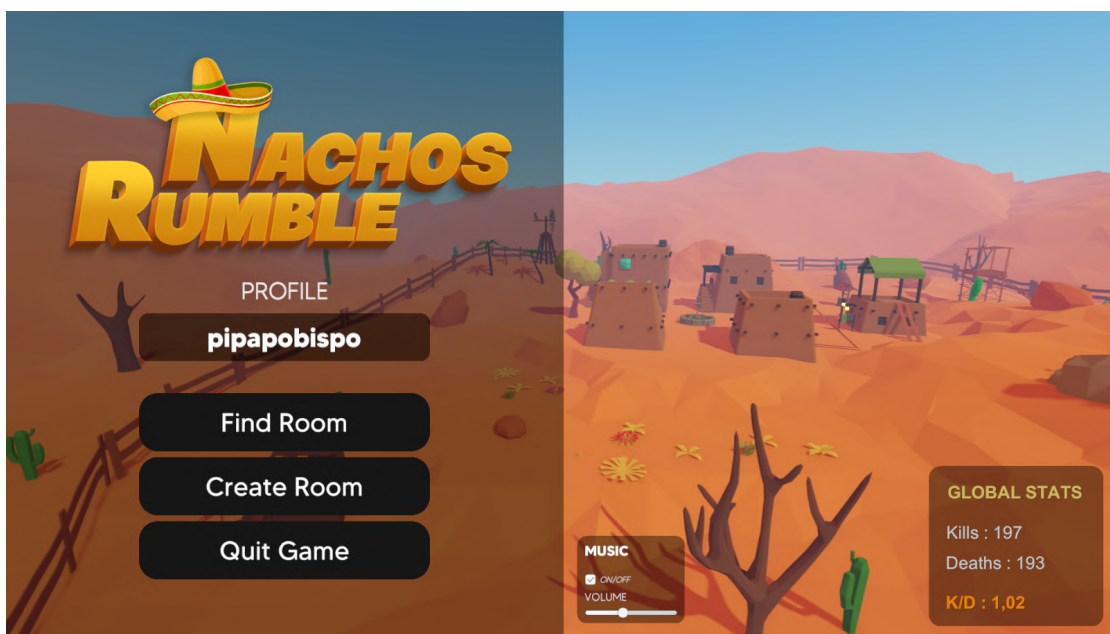 NACHOS
RUMBLE
PROFILE
pipapobispo
Find Room
Create Room
Quit Game
MUSIC
ON/OFF
VOLUME
GLOBAL STATS
Kills : 197
Deaths : 193
K/D : 1,02